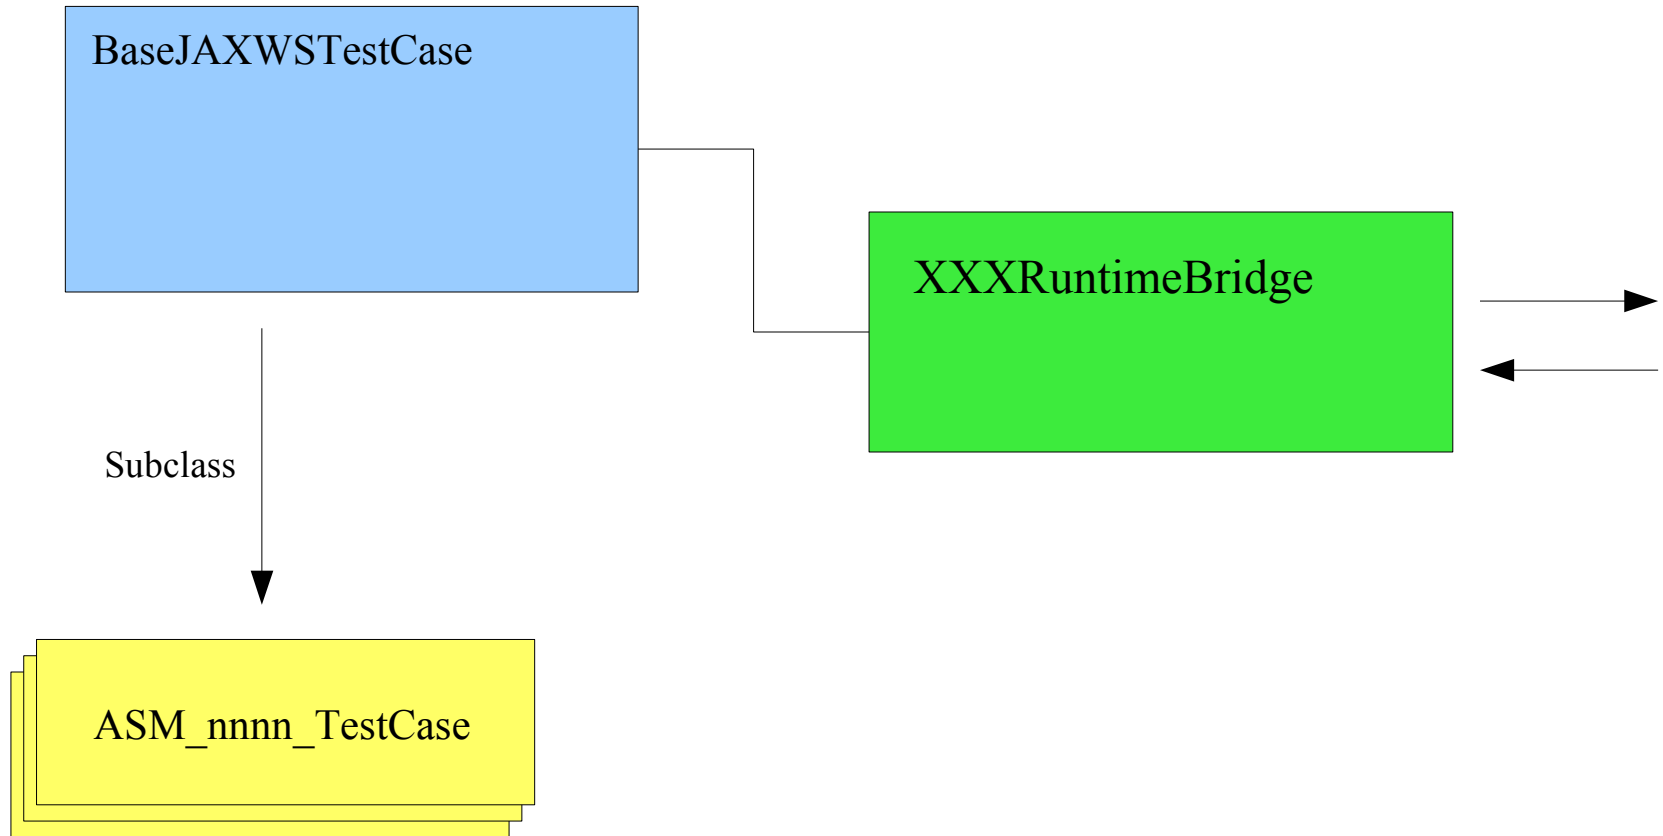 BaseJAXWSTestCase
XXXRuntimeBridge
Subclass
ASM_nnnn_TestCase